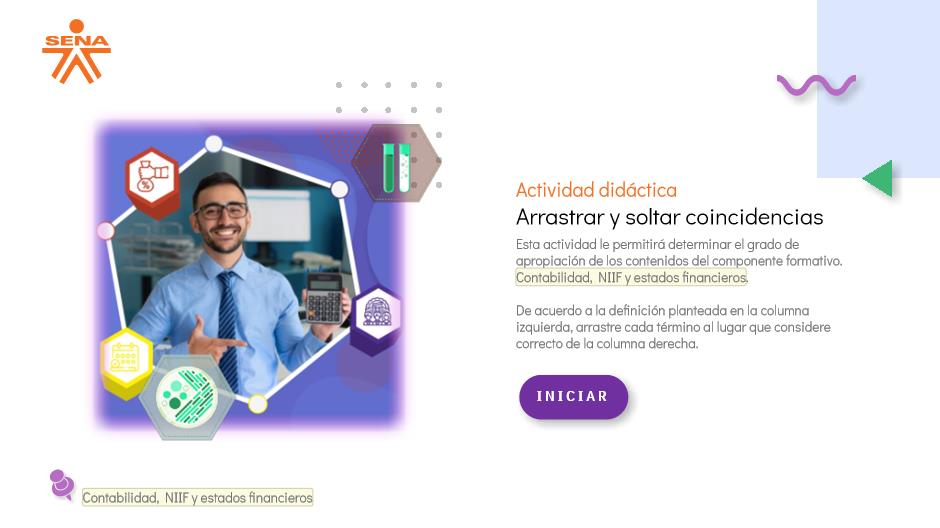 SENA
Actividad didáctica
Arrastrar y soltar coincidencias
Esta actividad le permitirá determinar el grado de
apropiación de los contenidos del componente formativo.
Contabilidad, NIIF y estados financieros.
De acuerdo a la definición planteada en la columna
izquierda, arrastre cada término al lugar que considere
correcto de la columna derecha.
INICIAR
Contabilidad, NIIF y estados financieros